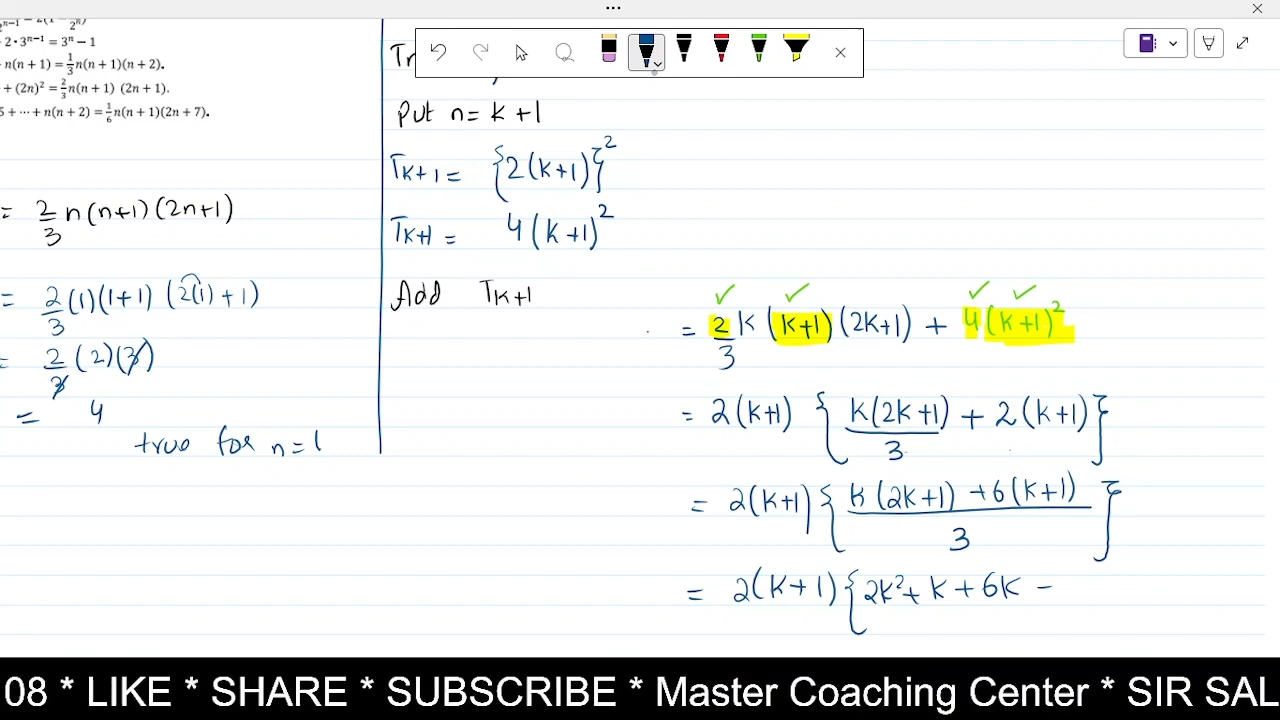 2 · 3ⁿ⁻¹ = 3ⁿ − 1
n(n + 1) = 1/3 n(n + 1)(n + 2).
+ (2n)² = 2/3 n(n + 1) (2n + 1).
5 + ⋯ + n(n + 2) = 1/6 n(n + 1)(2n + 7).
= 2/3 n(n+1)(2n+1)
= 2/3 (1)(1+1) (2(1)+1)
= 2/3 (2)(3)
= 4
true for n=1
Put n= k+1
Tk+1 = {2(k+1)}²
Tk+1 = 4(k+1)²
Add Tk+1
= 2/3 k(k+1)(2k+1) + 4(k+1)²
= 2(k+1) {k(2k+1)/3 + 2(k+1)}
= 2(k+1) {k(2k+1) +6(k+1)/3}
= 2(k+1){2k²+k+6k −
08 * LIKE * SHARE * SUBSCRIBE * Master Coaching Center * SIR SAL